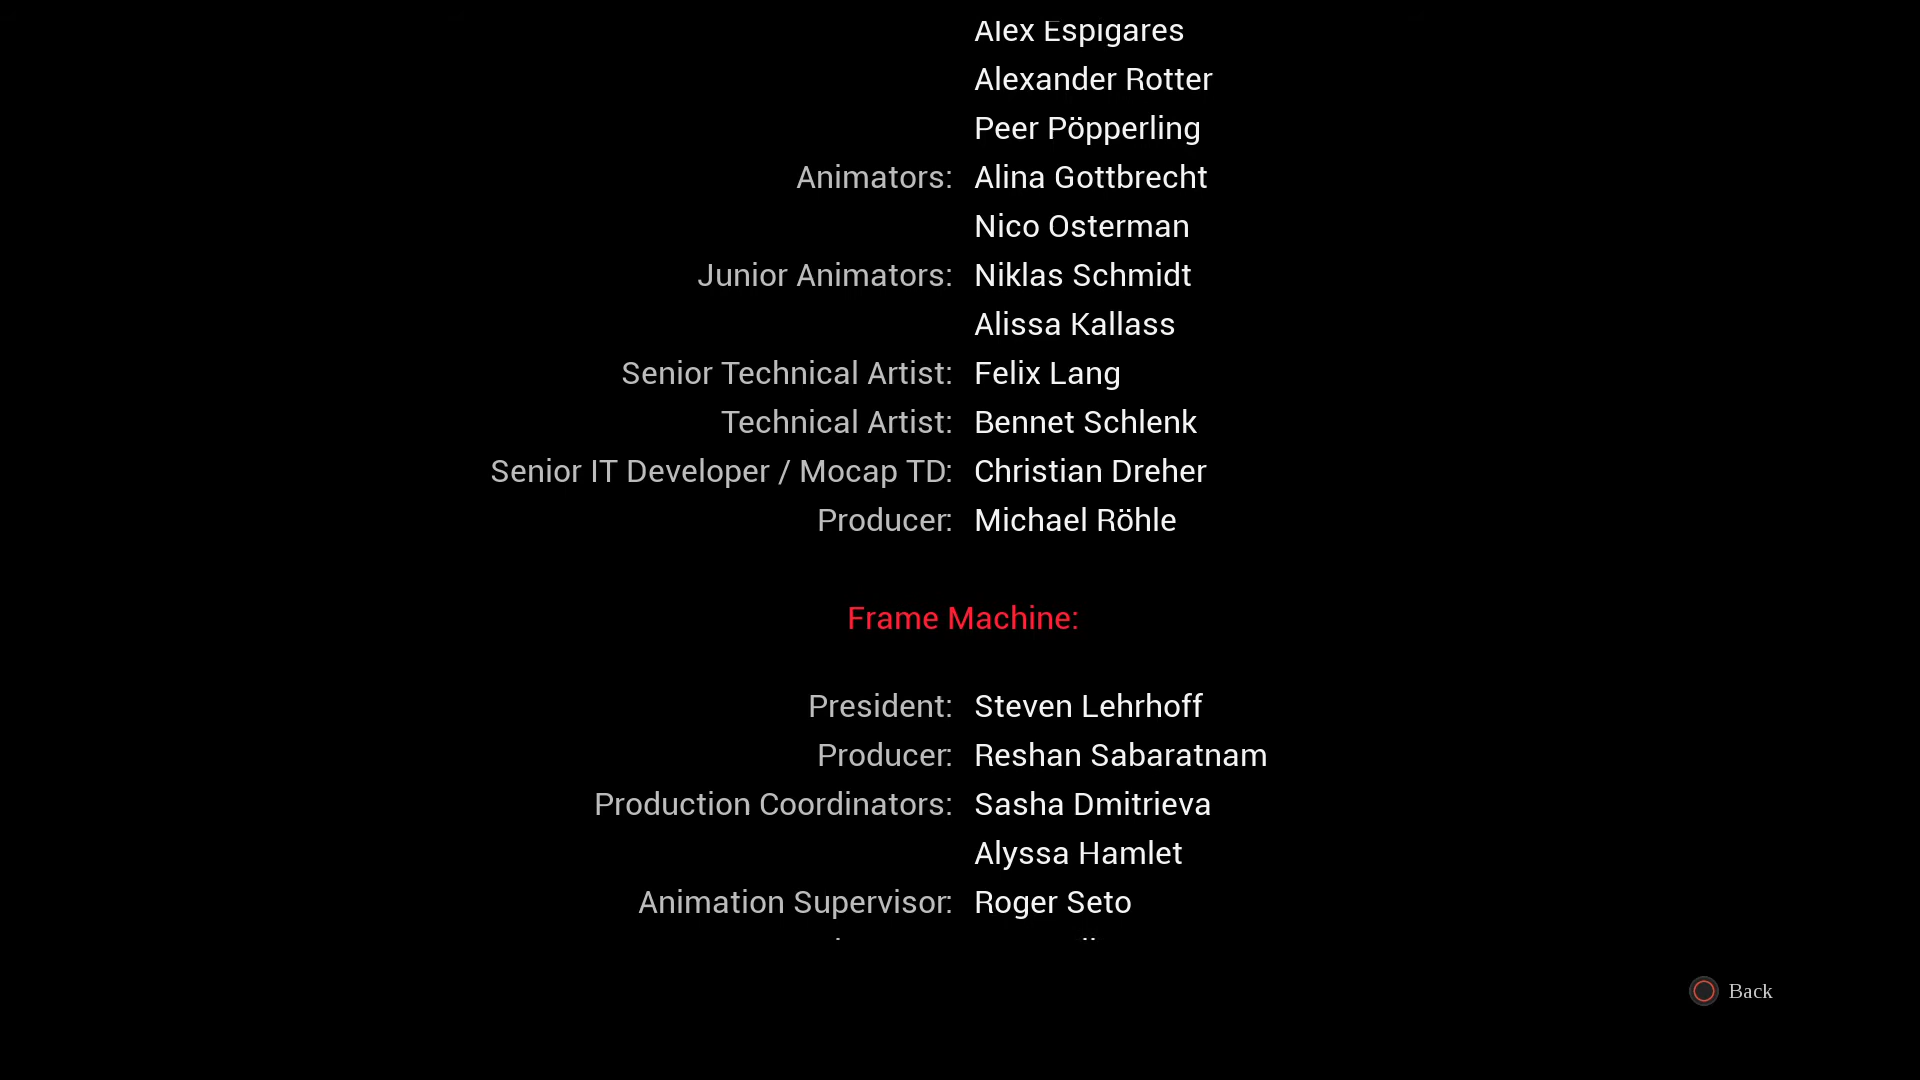 Alex Espigares
Alexander Rotter
Peer Pöpperling
Animators: Alina Gottbrecht
Nico Osterman
Junior Animators: Niklas Schmidt
Alissa Kallass
Senior Technical Artist: Felix Lang
Technical Artist: Bennet Schlenk
Senior IT Developer / Mocap TD: Christian Dreher
Producer: Michael Röhle
Frame Machine:
President: Steven Lehrhoff
Producer: Reshan Sabaratnam
Production Coordinators: Sasha Dmitrieva
Alyssa Hamlet
Animation Supervisor: Roger Seto
Back